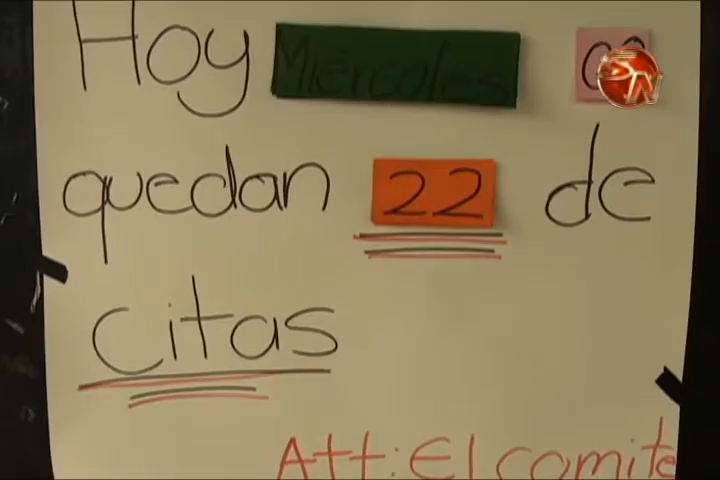 Hoy Miércoles
quedan 22 de
citas
Att: El comite